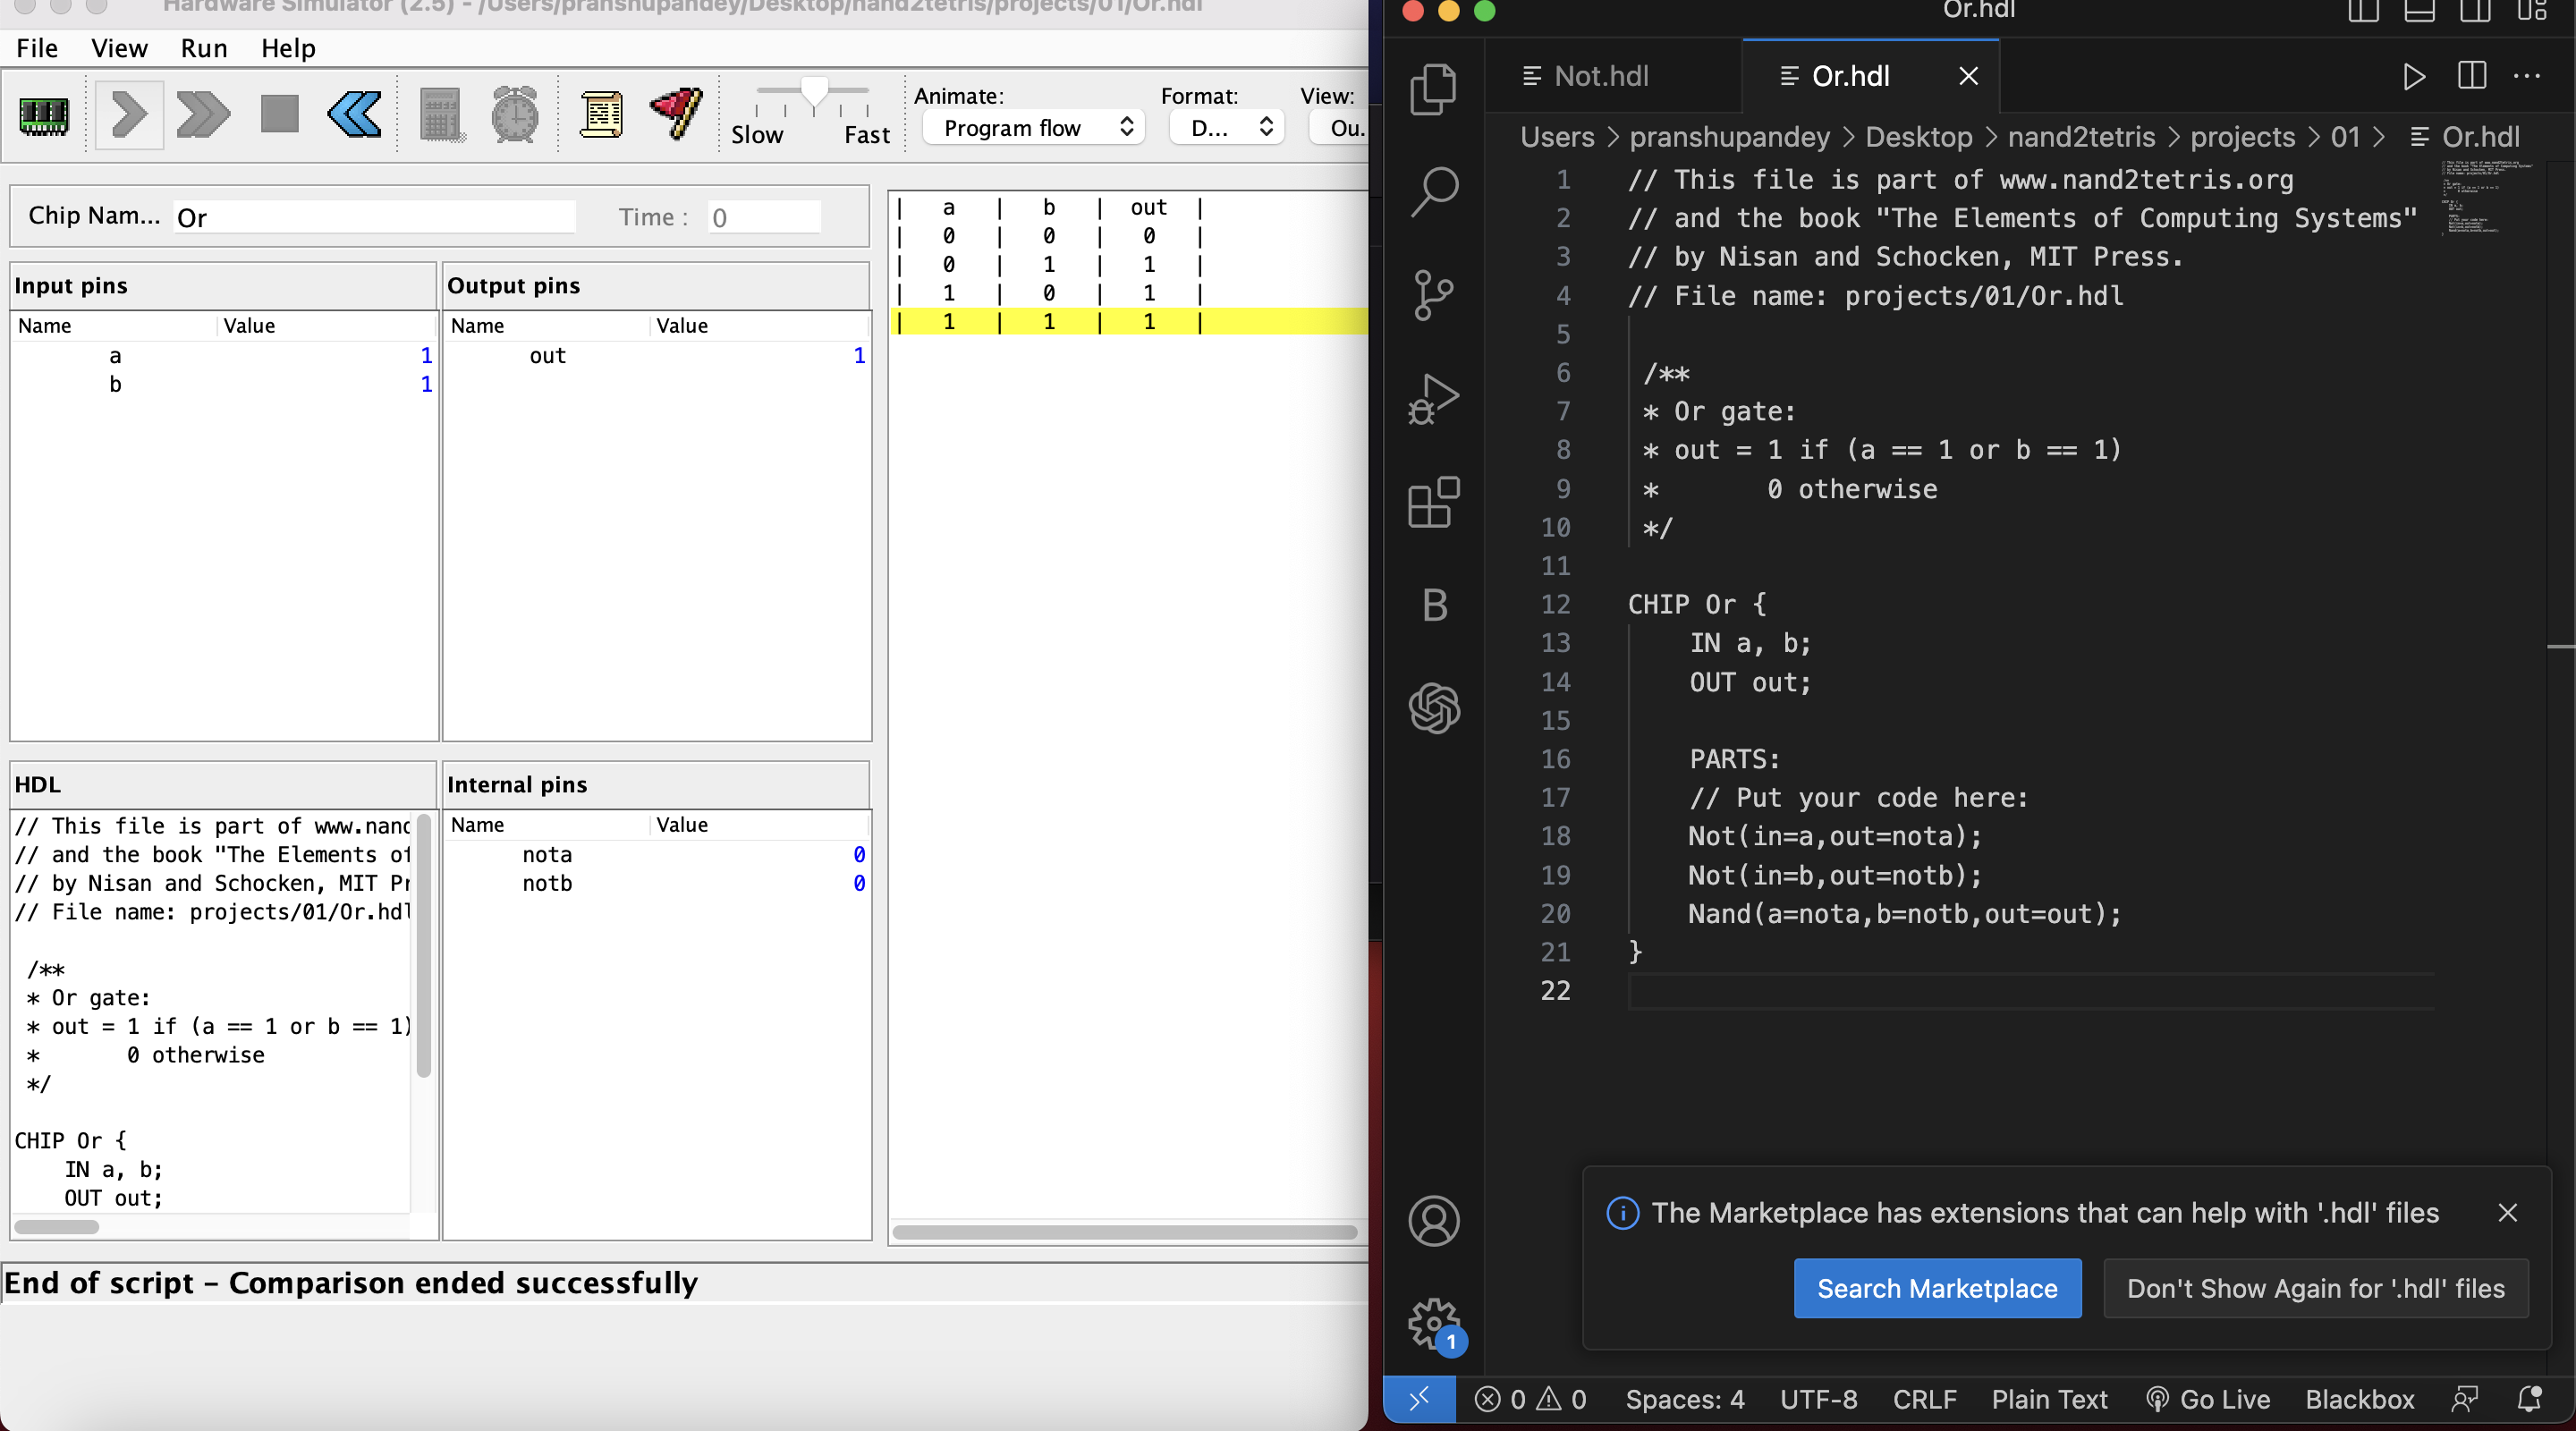 Hardware Simulator (2.5) - /Users/pranshupandey/Desktop/nand2tetris/projects/01/Or.hdl
File View Run Help
Slow Fast
Animate: Format: View:
Program flow D... Ou.
Chip Nam... Or Time : 0
Input pins
Name Value
a 1
b 1
Output pins
Name Value
out 1
HDL
// This file is part of www.nand
// and the book "The Elements of
// by Nisan and Schocken, MIT Pr
// File name: projects/01/Or.hdl
/**
* Or gate:
* out = 1 if (a == 1 or b == 1)
* 0 otherwise
*/
CHIP Or {
IN a, b;
OUT out;
Internal pins
Name Value
nota 0
notb 0
| a | b | out |
| 0 | 0 | 0 |
| 0 | 1 | 1 |
| 1 | 0 | 1 |
| 1 | 1 | 1 |
End of script – Comparison ended successfully
Or.hdl
Not.hdl Or.hdl
Users > pranshupandey > Desktop > nand2tetris > projects > 01 > Or.hdl
1 // This file is part of www.nand2tetris.org
2 // and the book "The Elements of Computing Systems"
3 // by Nisan and Schocken, MIT Press.
4 // File name: projects/01/Or.hdl
5
6 /**
7 * Or gate:
8 * out = 1 if (a == 1 or b == 1)
9 * 0 otherwise
10 */
11
12 CHIP Or {
13 IN a, b;
14 OUT out;
15
16 PARTS:
17 // Put your code here:
18 Not(in=a,out=nota);
19 Not(in=b,out=notb);
20 Nand(a=nota,b=notb,out=out);
21 }
22
B
1
The Marketplace has extensions that can help with '.hdl' files
Search Marketplace Don't Show Again for '.hdl' files
0 0 Spaces: 4 UTF-8 CRLF Plain Text Go Live Blackbox